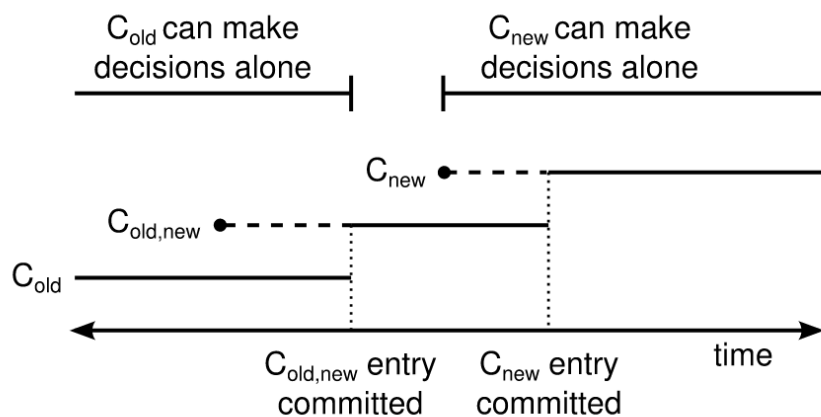 C_old can make
decisions alone
C_new can make
decisions alone
C_new
C_old,new
C_old
time
C_old,new entry
committed
C_new entry
committed